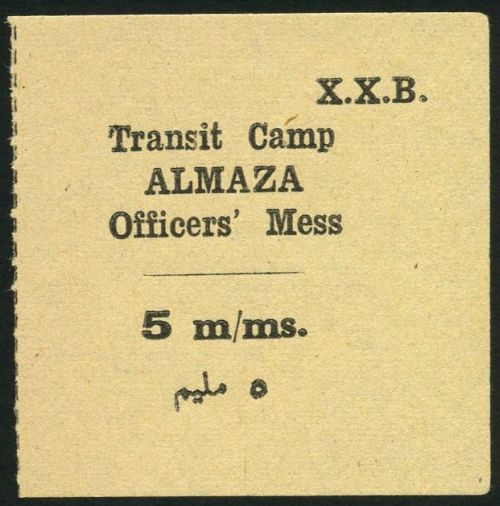 X.X.B.
Transit Camp
ALMAZA
Officers' Mess
5 m/ms.
٥ مليم